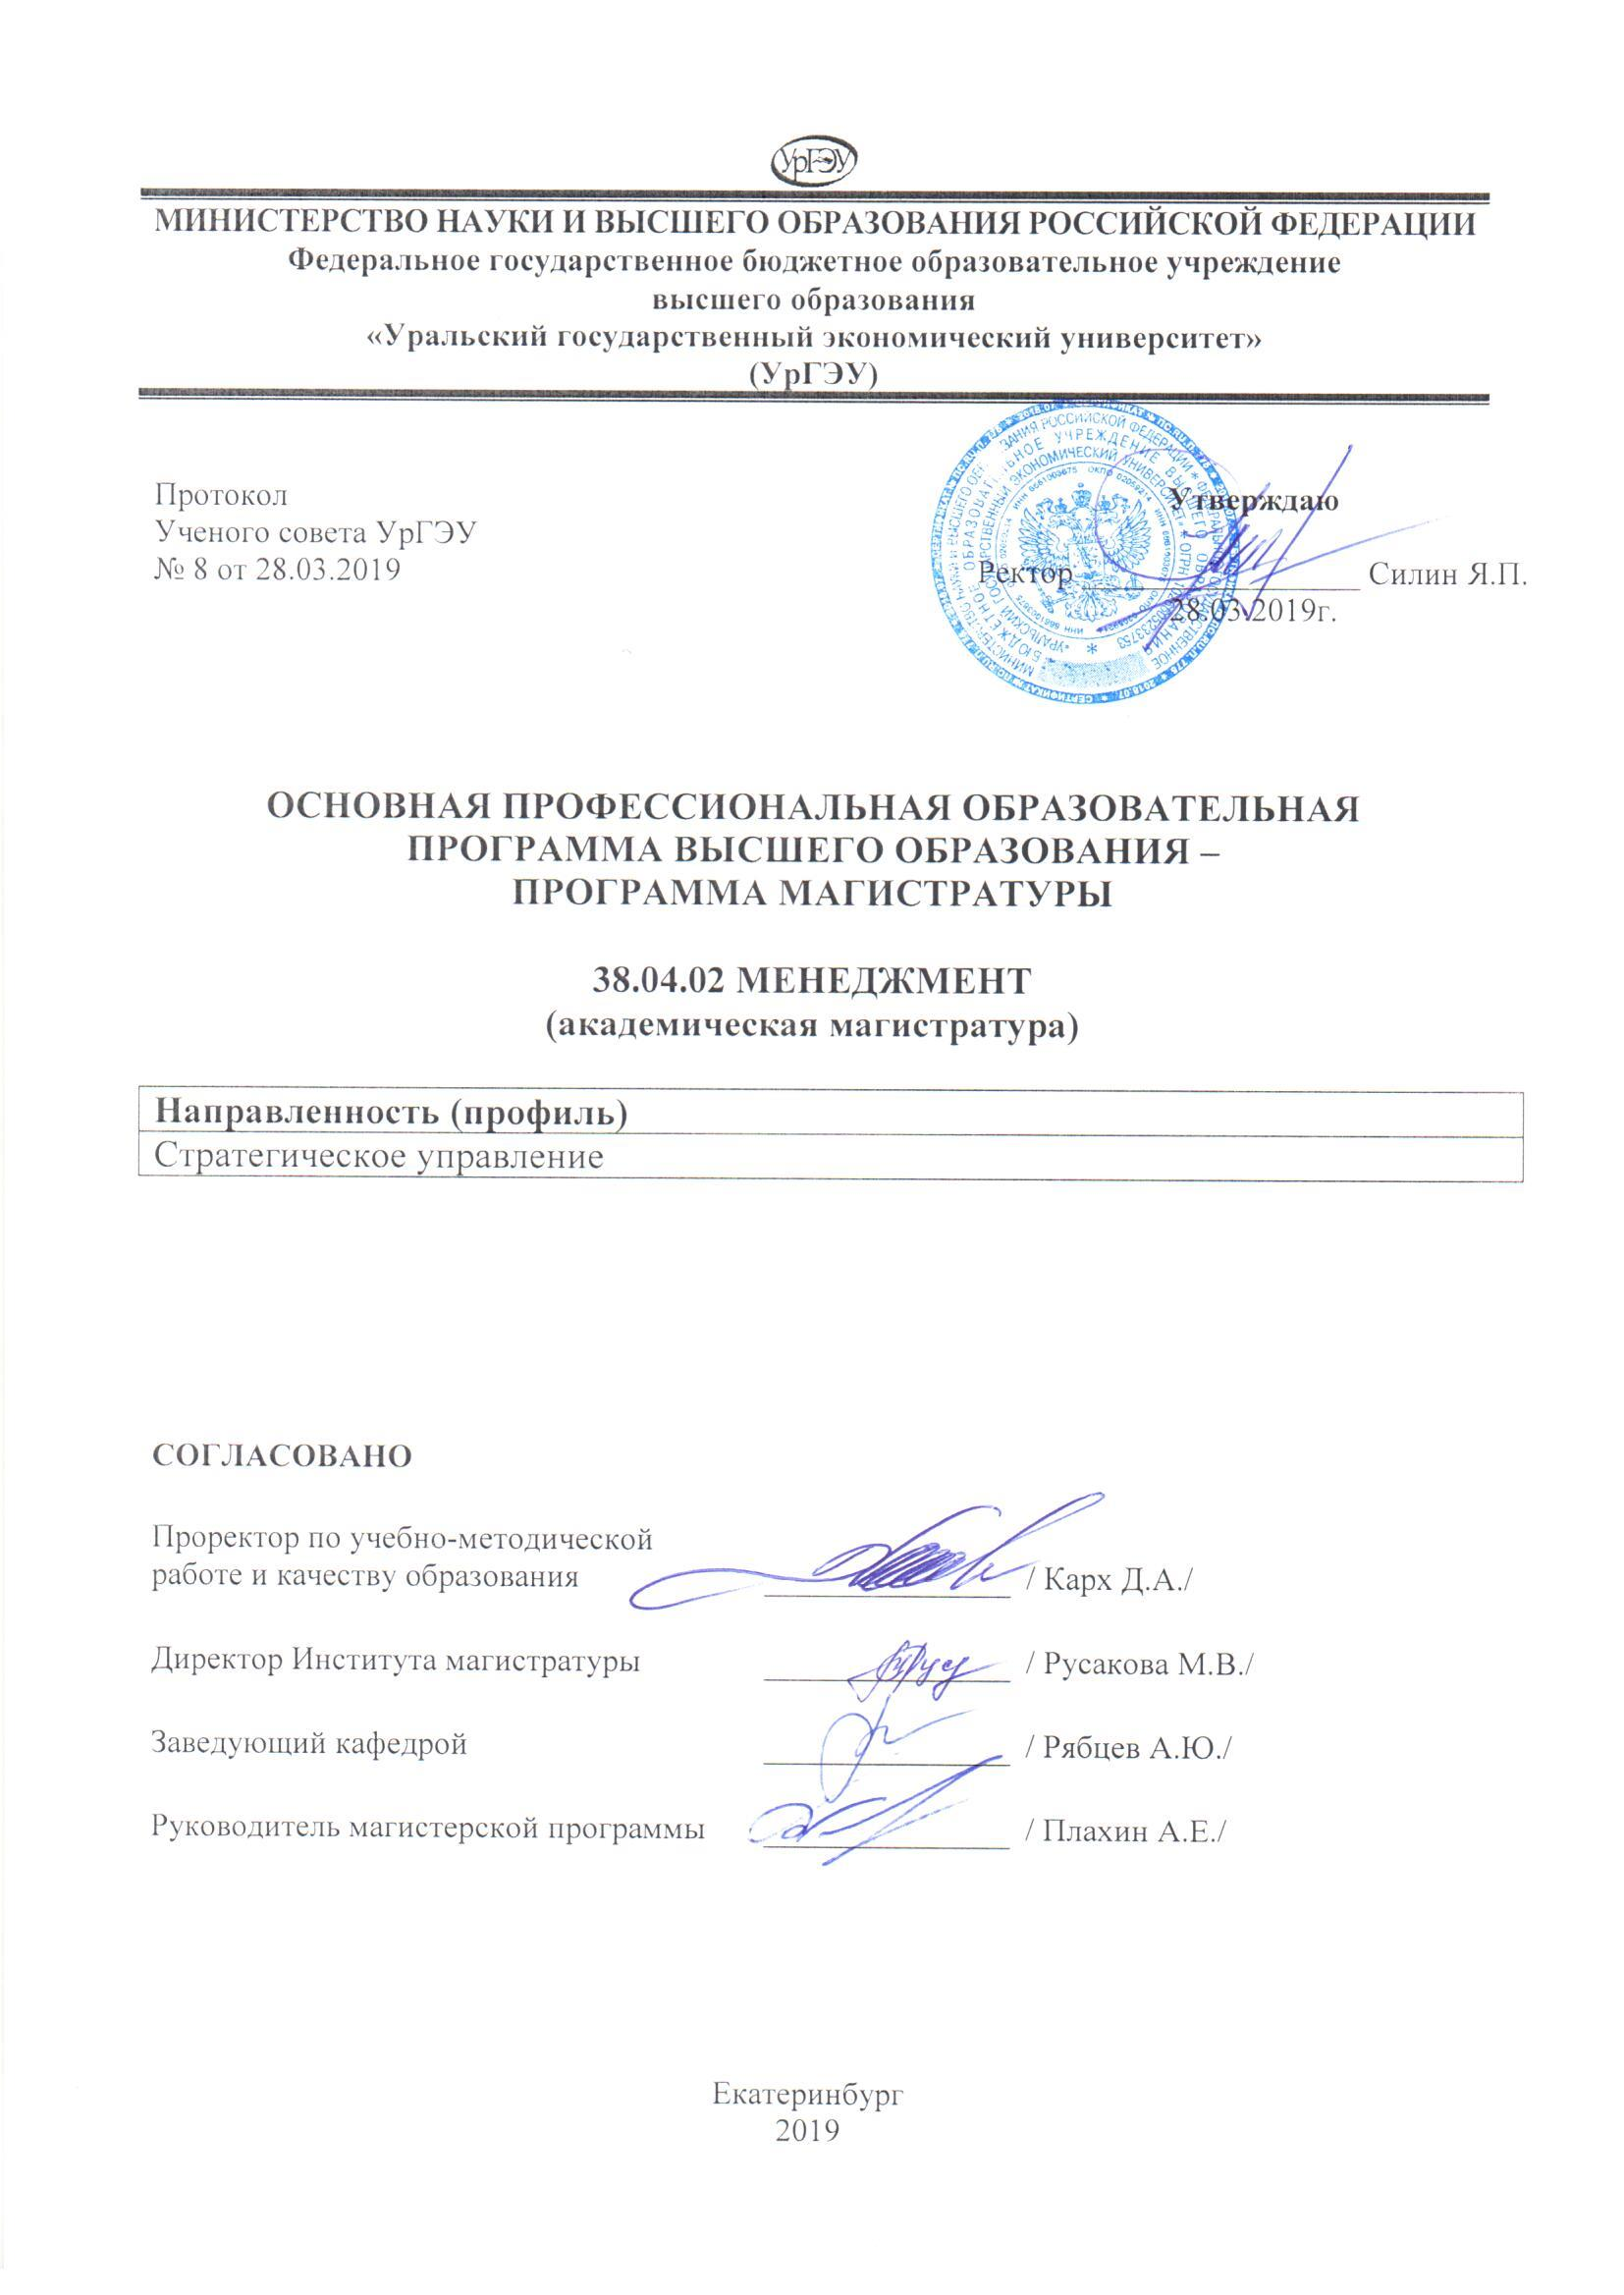 УрГЭУ
МИНИСТЕРСТВО НАУКИ И ВЫСШЕГО ОБРАЗОВАНИЯ РОССИЙСКОЙ ФЕДЕРАЦИИ
Федеральное государственное бюджетное образовательное учреждение
высшего образования
«Уральский государственный экономический университет»
(УрГЭУ)
Протокол
Ученого совета УрГЭУ
№ 8 от 28.03.2019
Утверждаю
Ректор Силин Я.П.
28.03.2019г.
ОСНОВНАЯ ПРОФЕССИОНАЛЬНАЯ ОБРАЗОВАТЕЛЬНАЯ
ПРОГРАММА ВЫСШЕГО ОБРАЗОВАНИЯ –
ПРОГРАММА МАГИСТРАТУРЫ
38.04.02 МЕНЕДЖМЕНТ
(академическая магистратура)
Направленность (профиль)
Стратегическое управление
СОГЛАСОВАНО
Проректор по учебно-методической
работе и качеству образования / Карх Д.А./
Директор Института магистратуры / Русакова М.В./
Заведующий кафедрой / Рябцев А.Ю./
Руководитель магистерской программы / Плахин А.Е./
Екатеринбург
2019